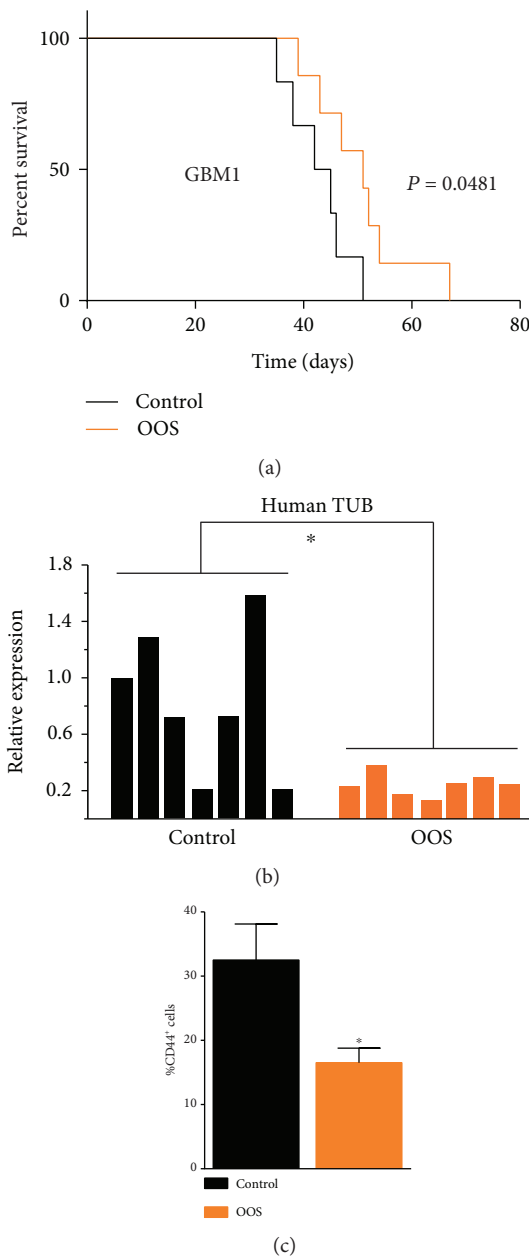 100
50
0
Percent survival
GBM1
P = 0.0481
0 20 40 60 80
Time (days)
Control
OOS
(a)
Human TUB
*
1.8
1.4
1.0
0.6
0.2
Relative expression
Control OOS
(b)
40
30
20
10
0
%CD44⁺ cells
*
Control
OOS
(c)